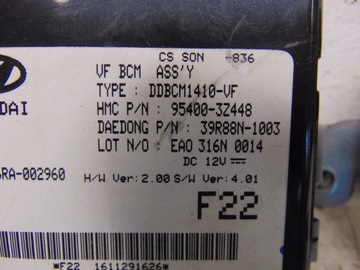 CS SON -836
VF BCM ASS'Y
TYPE : DDBCM1410-VF
HMC P/N : 95400-3Z448
DAEDONG P/N : 39R88N-1003
LOT N/O : EAO 316N 0014
DC 12V
DAI
RA-002960
H/W Ver: 2.00 S/W Ver: 4.01
F22
*F22 1611291626*